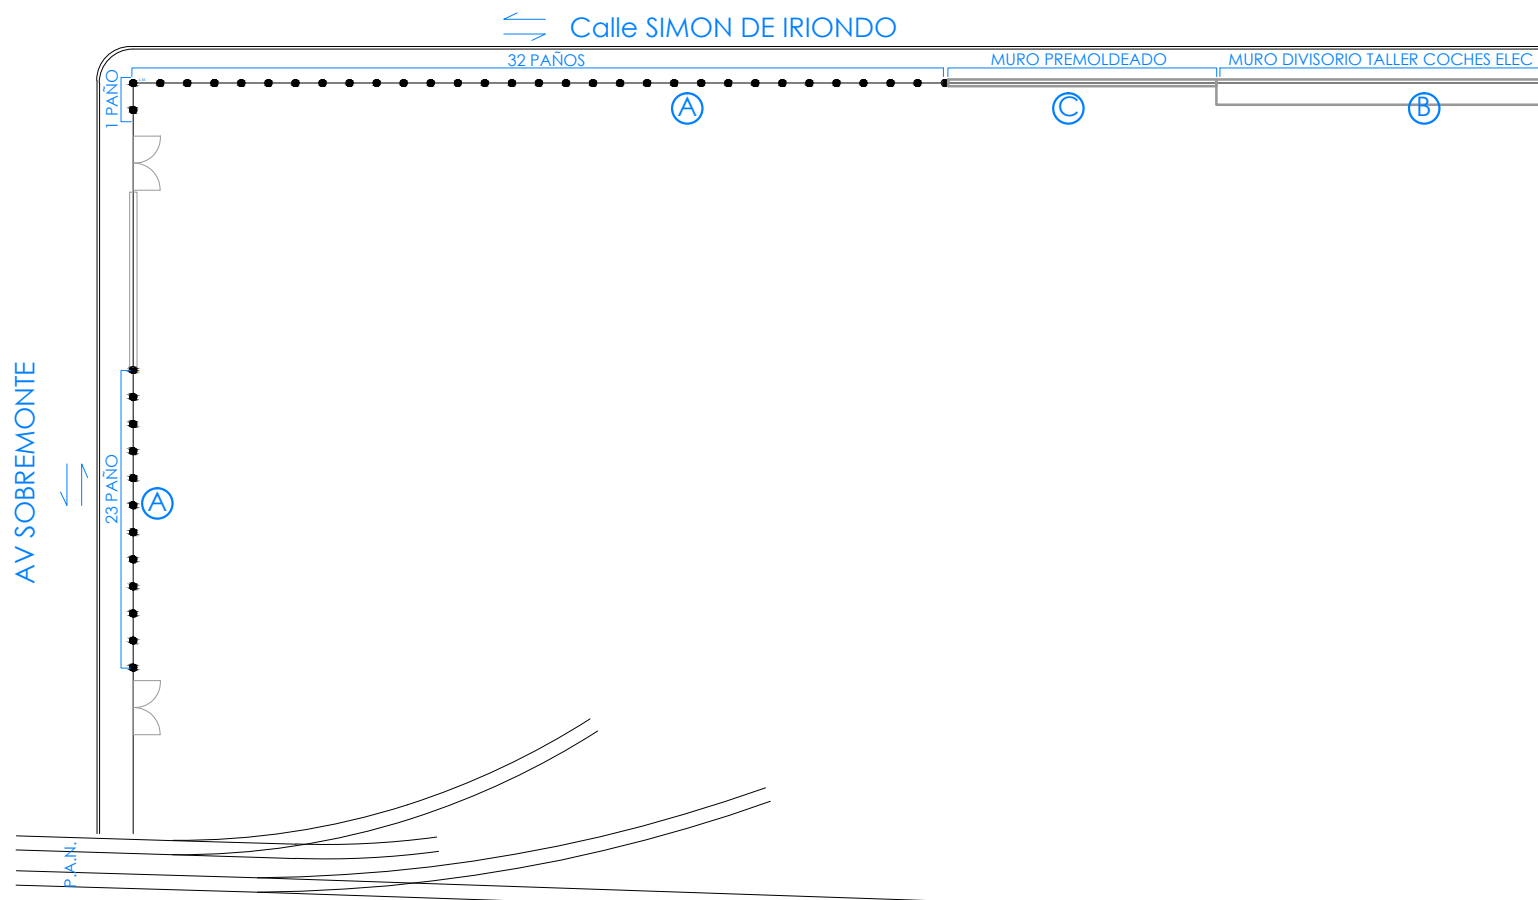 Calle SIMON DE IRIONDO
32 PAÑOS
MURO PREMOLDEADO
MURO DIVISORIO TALLER COCHES ELEC
1 PAÑO
A
C
B
AV SOBREMONTE
23 PAÑO
A
P.A.N.